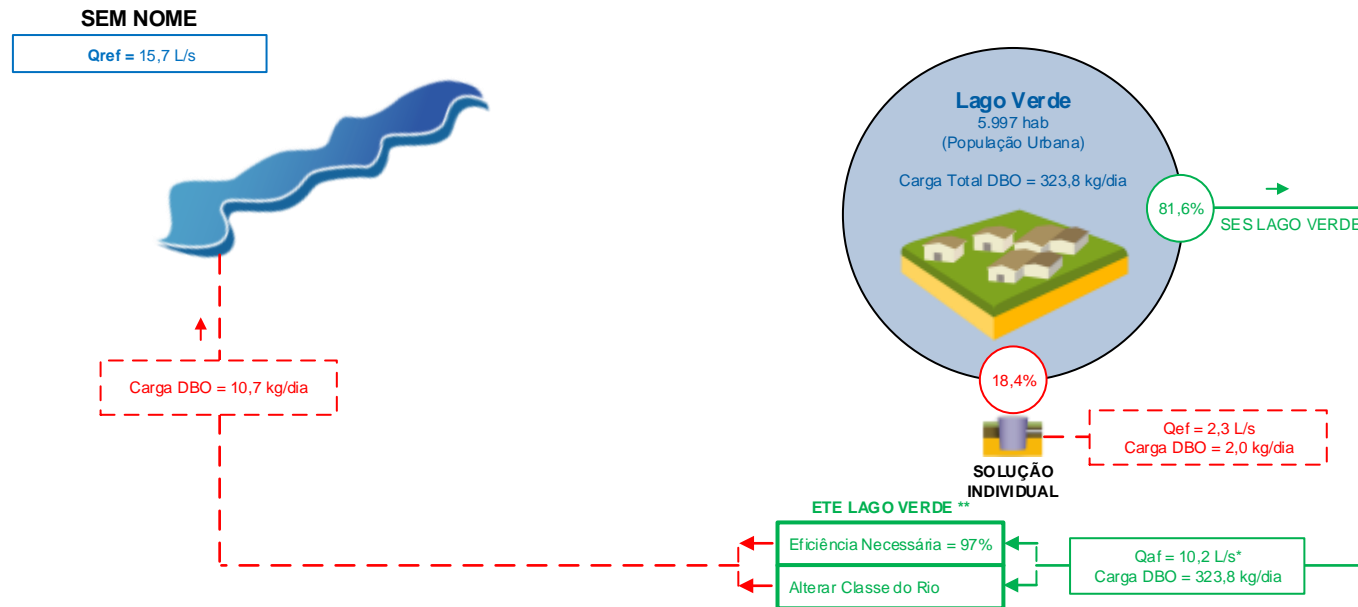 SEM NOME
Qref = 15,7 L/s
Lago Verde
5.997 hab
(População Urbana)
Carga Total DBO = 323,8 kg/dia
81,6%
SES LAGO VERDE
Carga DBO = 10,7 kg/dia
18,4%
Qef = 2,3 L/s
Carga DBO = 2,0 kg/dia
SOLUÇÃO
INDIVIDUAL
ETE LAGO VERDE **
Eficiência Necessária = 97%
Alterar Classe do Rio
Qaf = 10,2 L/s*
Carga DBO = 323,8 kg/dia